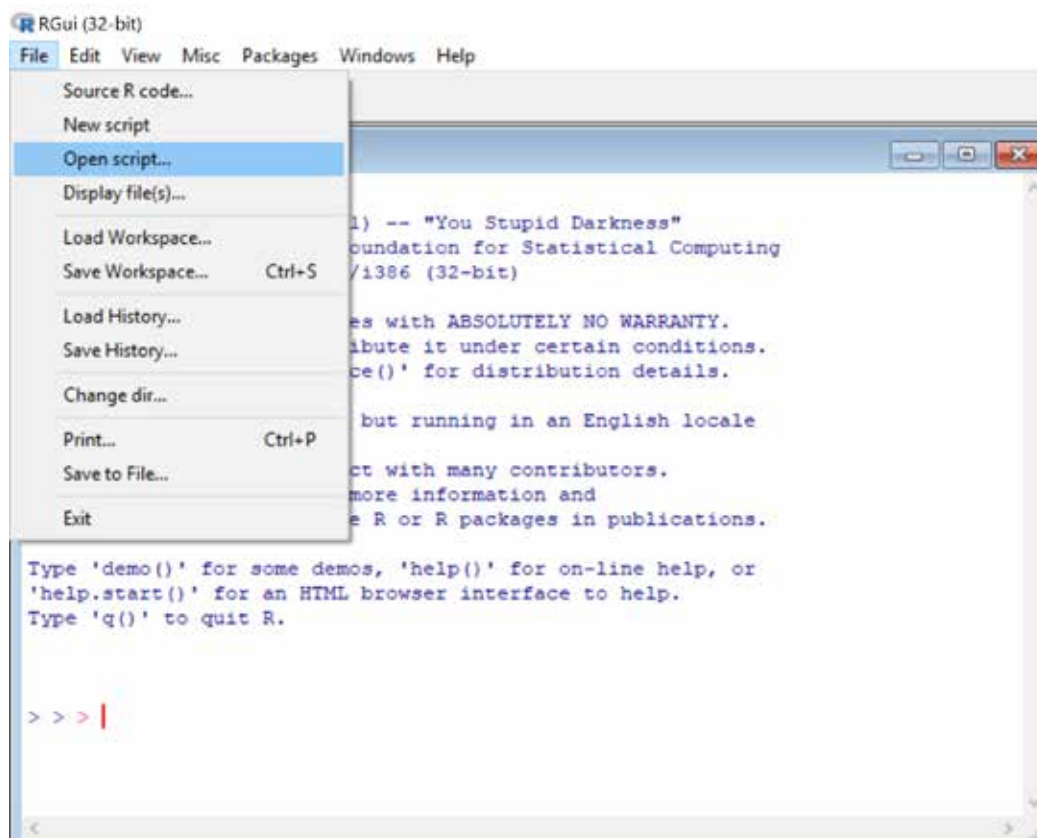 RGui (32-bit)
File Edit View Misc Packages Windows Help
Source R code...
New script
Open script...
Display file(s)...
Load Workspace...
Save Workspace... Ctrl+S
Load History...
Save History...
Change dir...
Print... Ctrl+P
Save to File...
Exit
1) -- "You Stupid Darkness"
oundation for Statistical Computing
/i386 (32-bit)
es with ABSOLUTELY NO WARRANTY.
ibute it under certain conditions.
ce()' for distribution details.
but running in an English locale
ct with many contributors.
more information and
e R or R packages in publications.
Type 'demo()' for some demos, 'help()' for on-line help, or
'help.start()' for an HTML browser interface to help.
Type 'q()' to quit R.
> > >